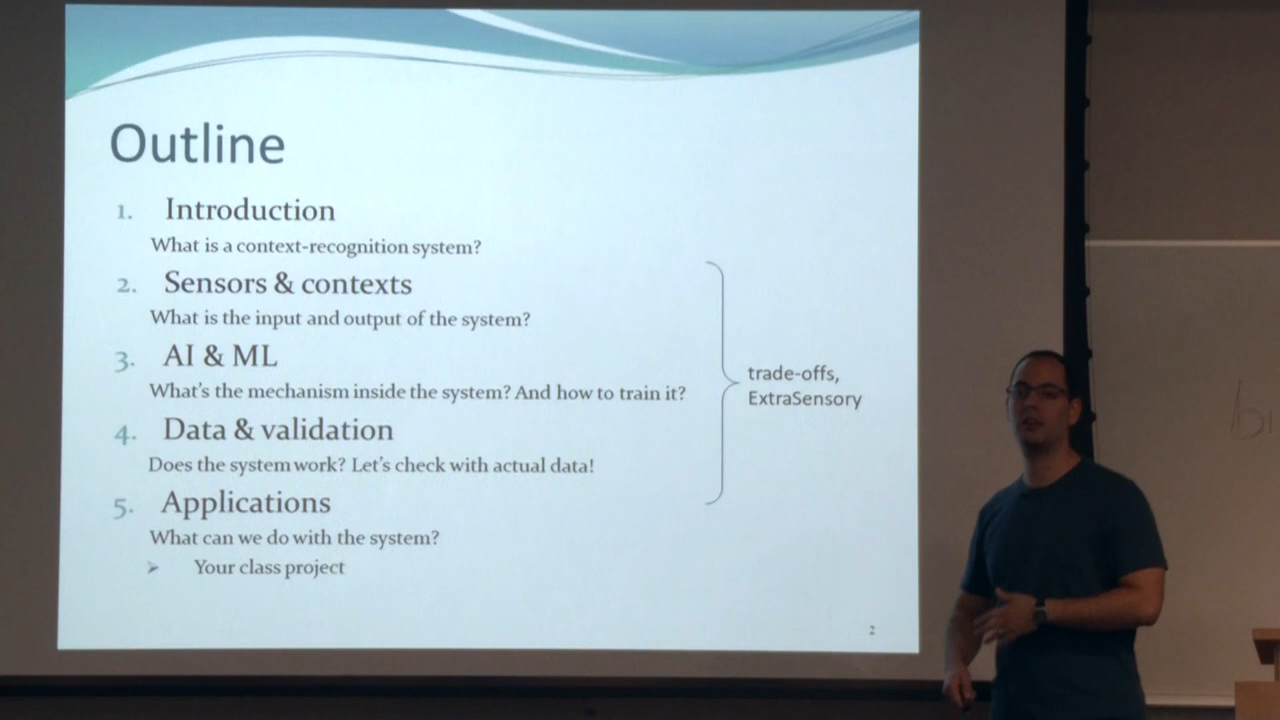 Outline
1. Introduction
What is a context-recognition system?
2. Sensors & contexts
What is the input and output of the system?
3. AI & ML
What's the mechanism inside the system? And how to train it?
4. Data & validation
Does the system work? Let's check with actual data!
5. Applications
What can we do with the system?
➢ Your class project
trade-offs,
ExtraSensory
2